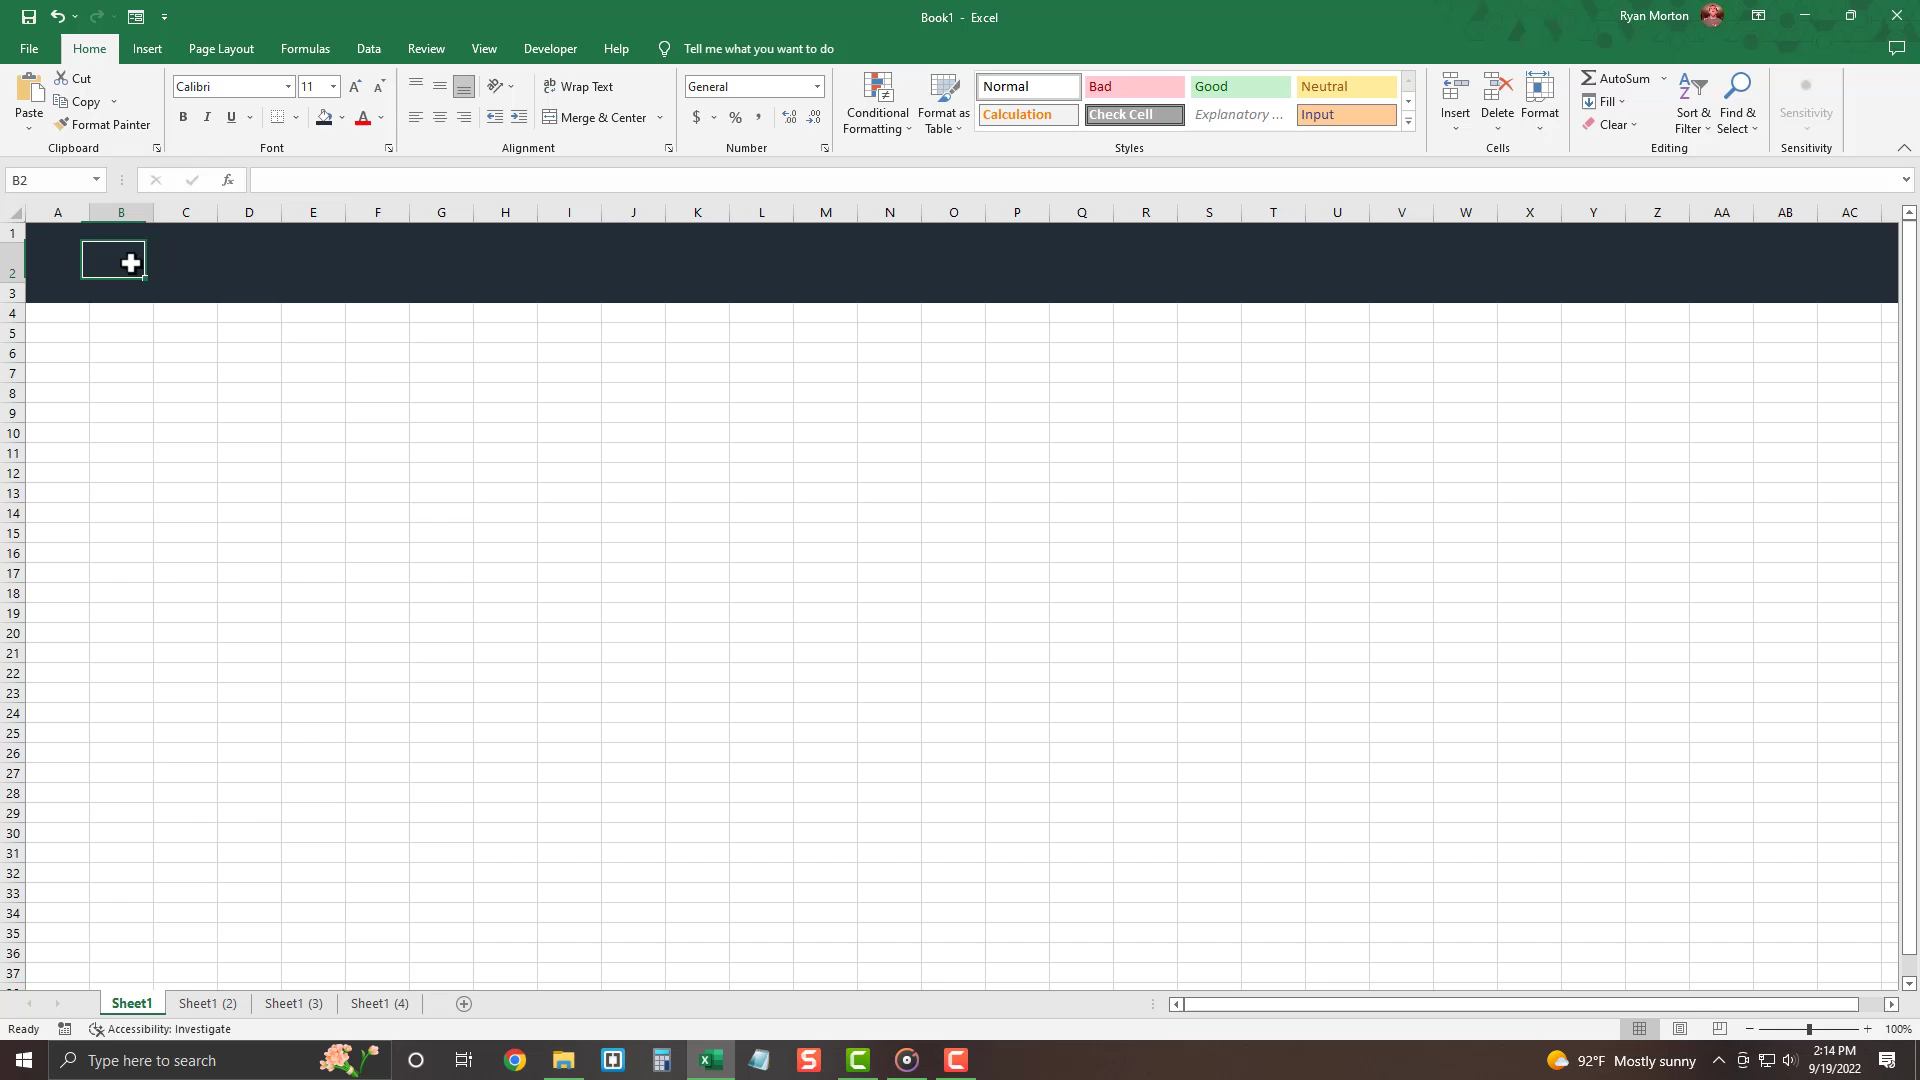 Book1 - Excel
Ryan Morton
File Home Insert Page Layout Formulas Data Review View Developer Help Tell me what you want to do
Paste
Cut
Copy
Format Painter
Clipboard
Calibri 11
B I U
Font
Wrap Text
Merge & Center
Alignment
General
$ % ,
Number
Conditional
Formatting
Format as
Table
Normal Bad Good Neutral
Calculation Check Cell Explanatory ... Input
Styles
Insert Delete Format
Cells
AutoSum
Fill
Clear
Sort &
Filter
Find &
Select
Editing
Sensitivity
Sensitivity
B2 fx
A B C D E F G H I J K L M N O P Q R S T U V W X Y Z AA AB AC
1
2
3
4
5
6
7
8
9
10
11
12
13
14
15
16
17
18
19
20
21
22
23
24
25
26
27
28
29
30
31
32
33
34
35
36
37
Sheet1 Sheet1 (2) Sheet1 (3) Sheet1 (4)
Ready Accessibility: Investigate 100%
Type here to search
92°F Mostly sunny
2:14 PM
9/19/2022